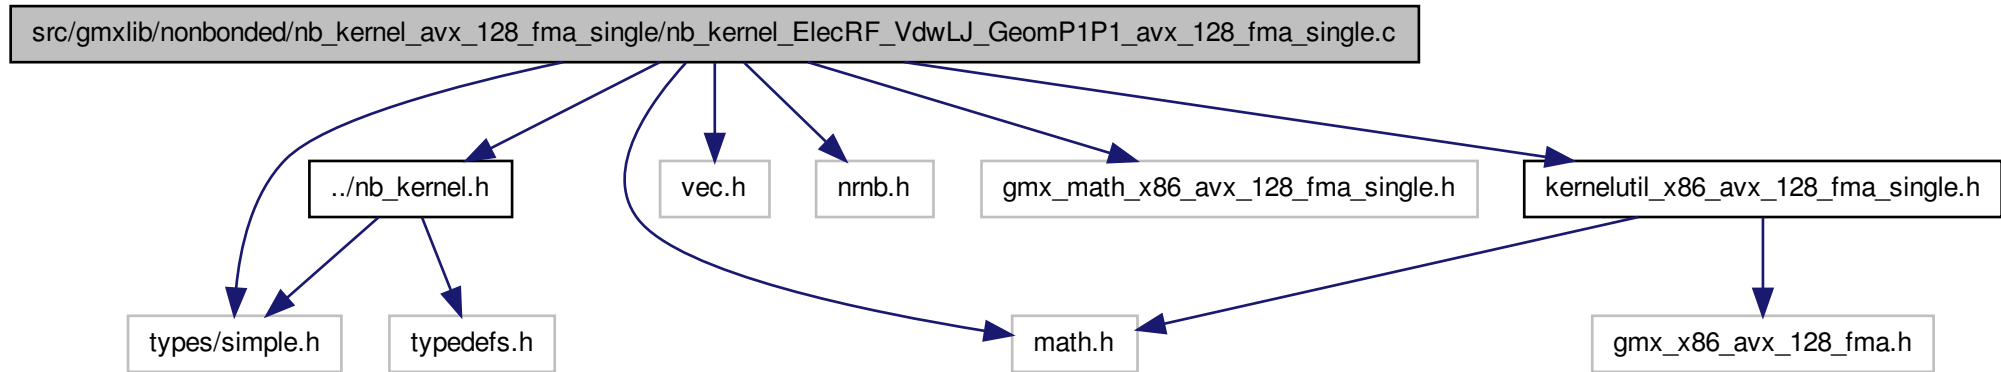 src/gmxlib/nonbonded/nb_kernel_avx_128_fma_single/nb_kernel_ElecRF_VdwLJ_GeomP1P1_avx_128_fma_single.c
../nb_kernel.h
vec.h
nrnb.h
gmx_math_x86_avx_128_fma_single.h
kernelutil_x86_avx_128_fma_single.h
types/simple.h
typedefs.h
math.h
gmx_x86_avx_128_fma.h